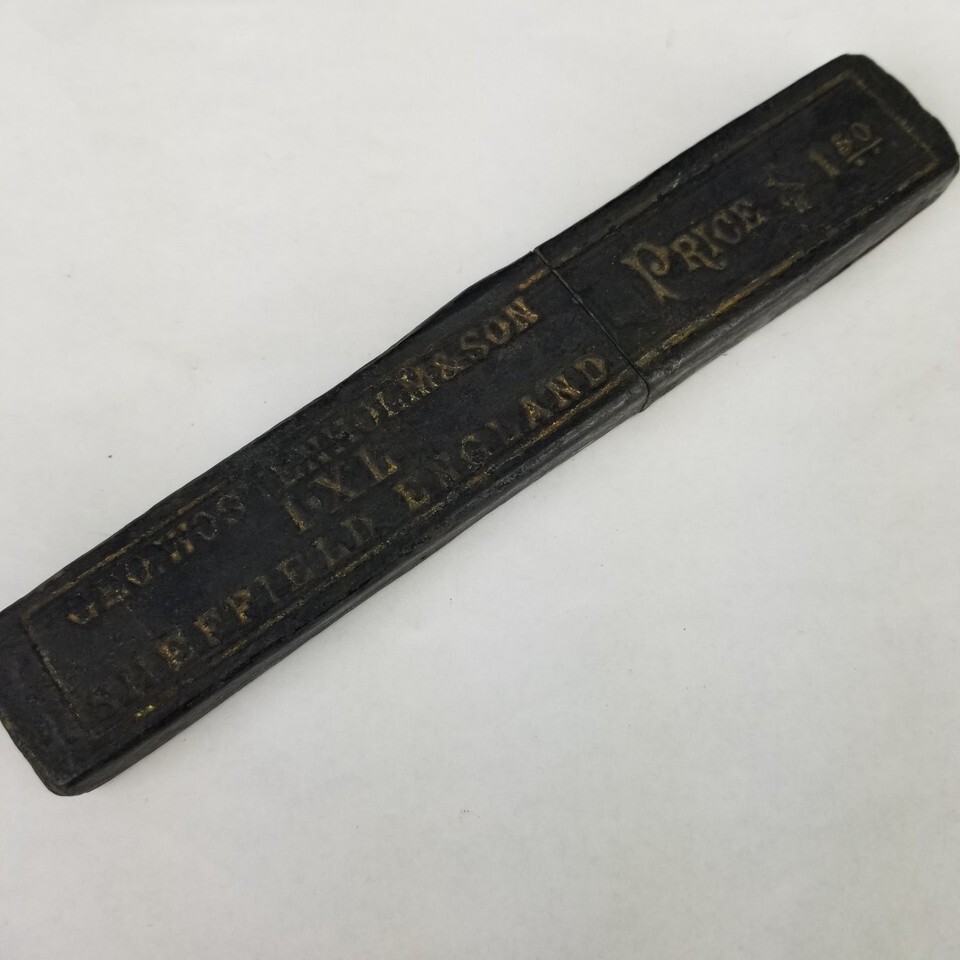 GEO. WOSTENHOLM & SON
I·XL
SHEFFIELD, ENGLAND
PRICE $ 1 50